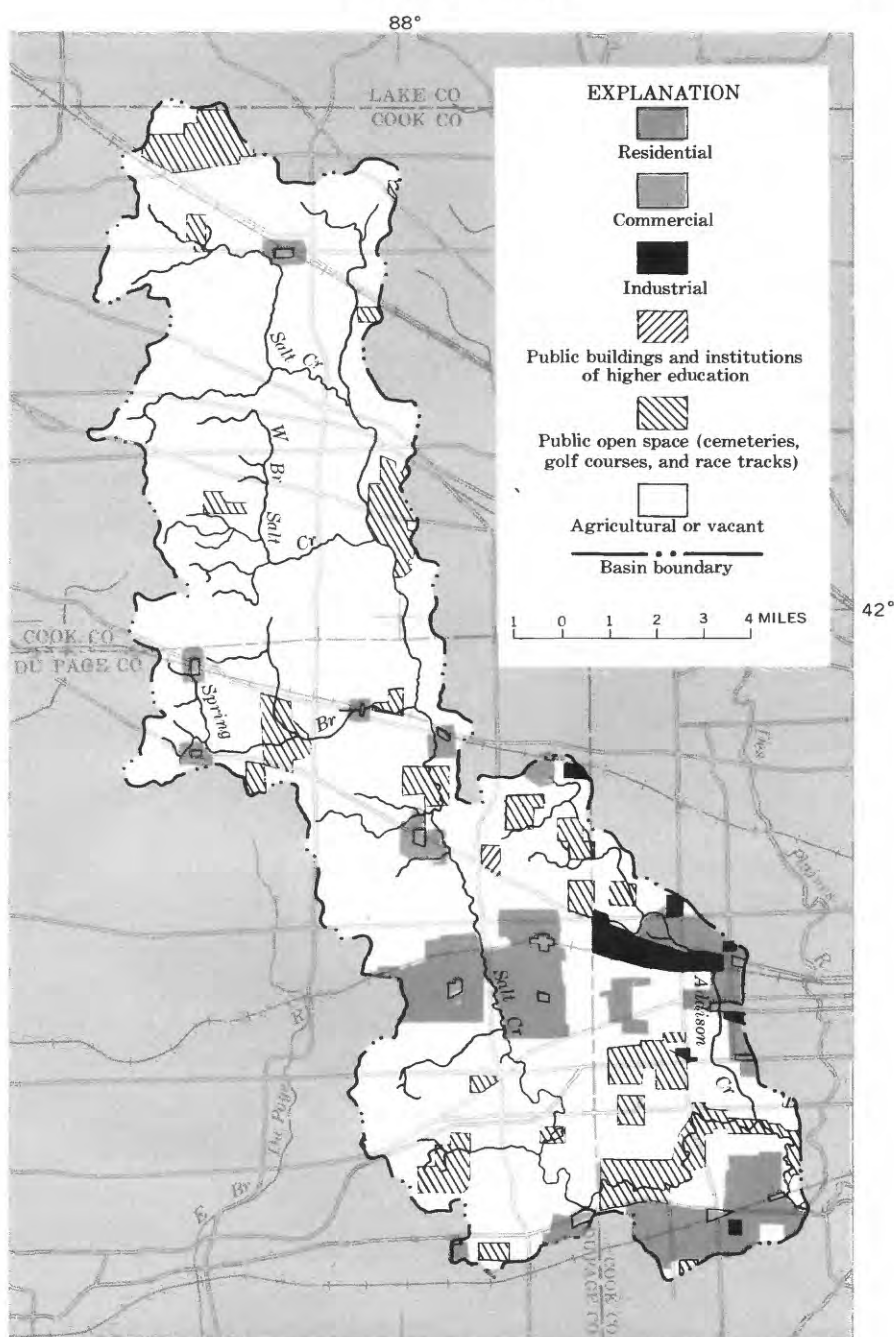 88°
LAKE CO
COOK CO
EXPLANATION
Residential
Commercial
Industrial
Public buildings and institutions
of higher education
Public open space (cemeteries,
golf courses, and race tracks)
Agricultural or vacant
Basin boundary
1 0 1 2 3 4 MILES
42°
Salt Cr
W Br Salt Cr
COOK CO
DU PAGE CO
Spring
Br
Des
Plaines
R
Salt
Cr
Addison
Cr
E Br Du Page R
DU PAGE CO
COOK CO